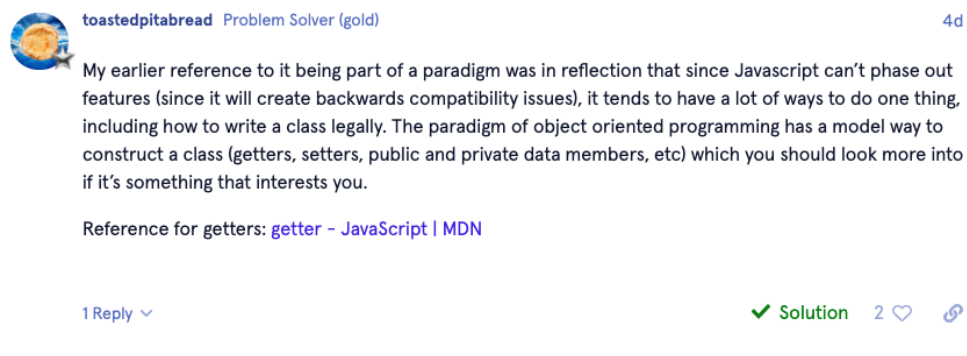 toastedpitabread Problem Solver (gold) 4d
My earlier reference to it being part of a paradigm was in reflection that since Javascript can’t phase out
features (since it will create backwards compatibility issues), it tends to have a lot of ways to do one thing,
including how to write a class legally. The paradigm of object oriented programming has a model way to
construct a class (getters, setters, public and private data members, etc) which you should look more into
if it’s something that interests you.
Reference for getters: getter - JavaScript | MDN
1 Reply Solution 2